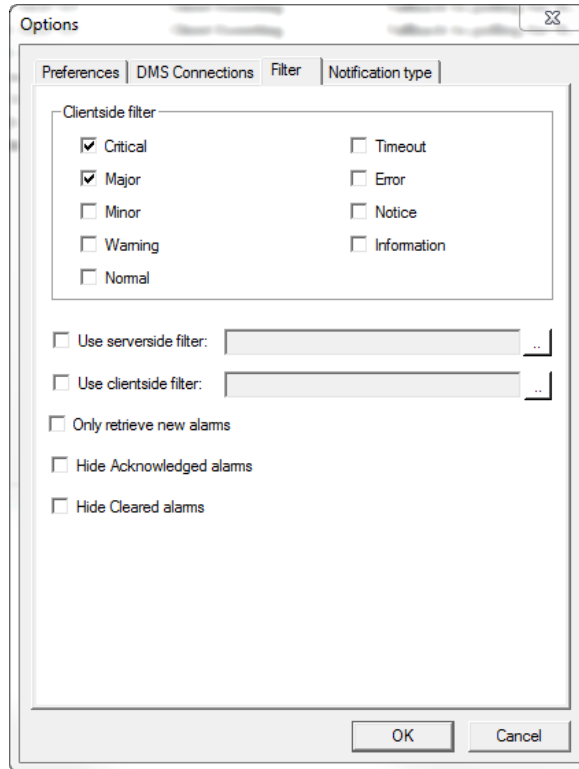 Options
Preferences DMS Connections Filter Notification type
Clientside filter
Critical Timeout
Major Error
Minor Notice
Warning Information
Normal
Use serverside filter: ..
Use clientside filter: ..
Only retrieve new alarms
Hide Acknowledged alarms
Hide Cleared alarms
OK Cancel